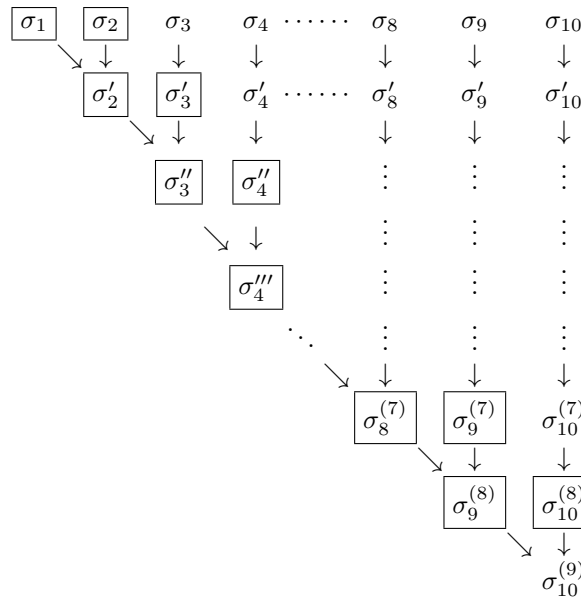 σ₁ σ₂ σ₃ σ₄ ⋯⋯ σ₈ σ₉ σ₁₀
σ′₂ σ′₃ σ′₄ ⋯⋯ σ′₈ σ′₉ σ′₁₀
σ″₃ σ″₄
σ‴₄
σ₈⁽⁷⁾ σ₉⁽⁷⁾ σ₁₀⁽⁷⁾
σ₉⁽⁸⁾ σ₁₀⁽⁸⁾
σ₁₀⁽⁹⁾